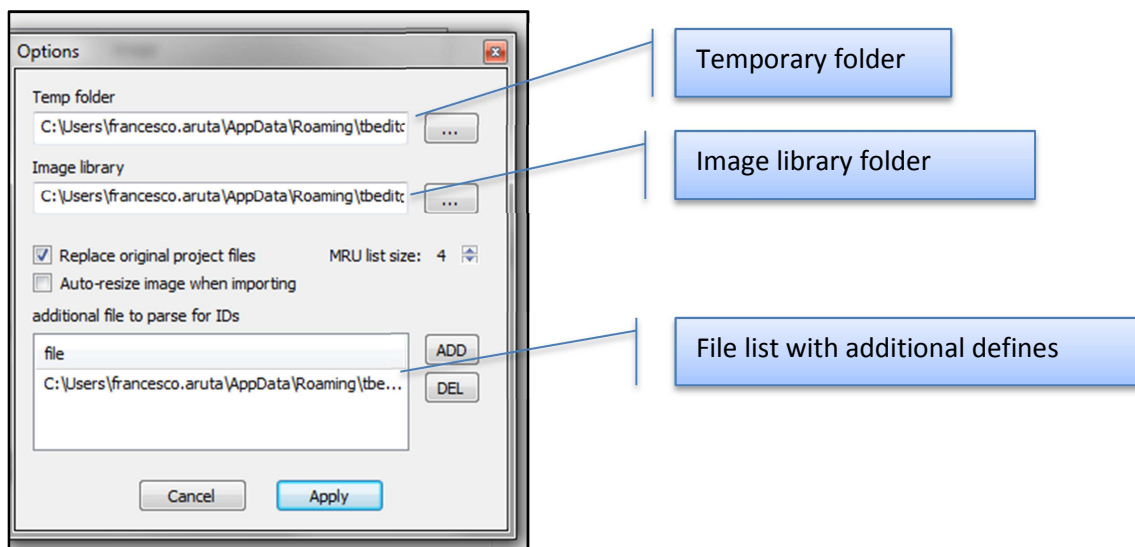 Options
Temp folder
C:\Users\francesco.aruta\AppData\Roaming\tbeditc
...
Image library
C:\Users\francesco.aruta\AppData\Roaming\tbeditc
...
Replace original project files MRU list size: 4
Auto-resize image when importing
additional file to parse for IDs
file
ADD
C:\Users\francesco.aruta\AppData\Roaming\tbe...
DEL
Cancel Apply
Temporary folder
Image library folder
File list with additional defines